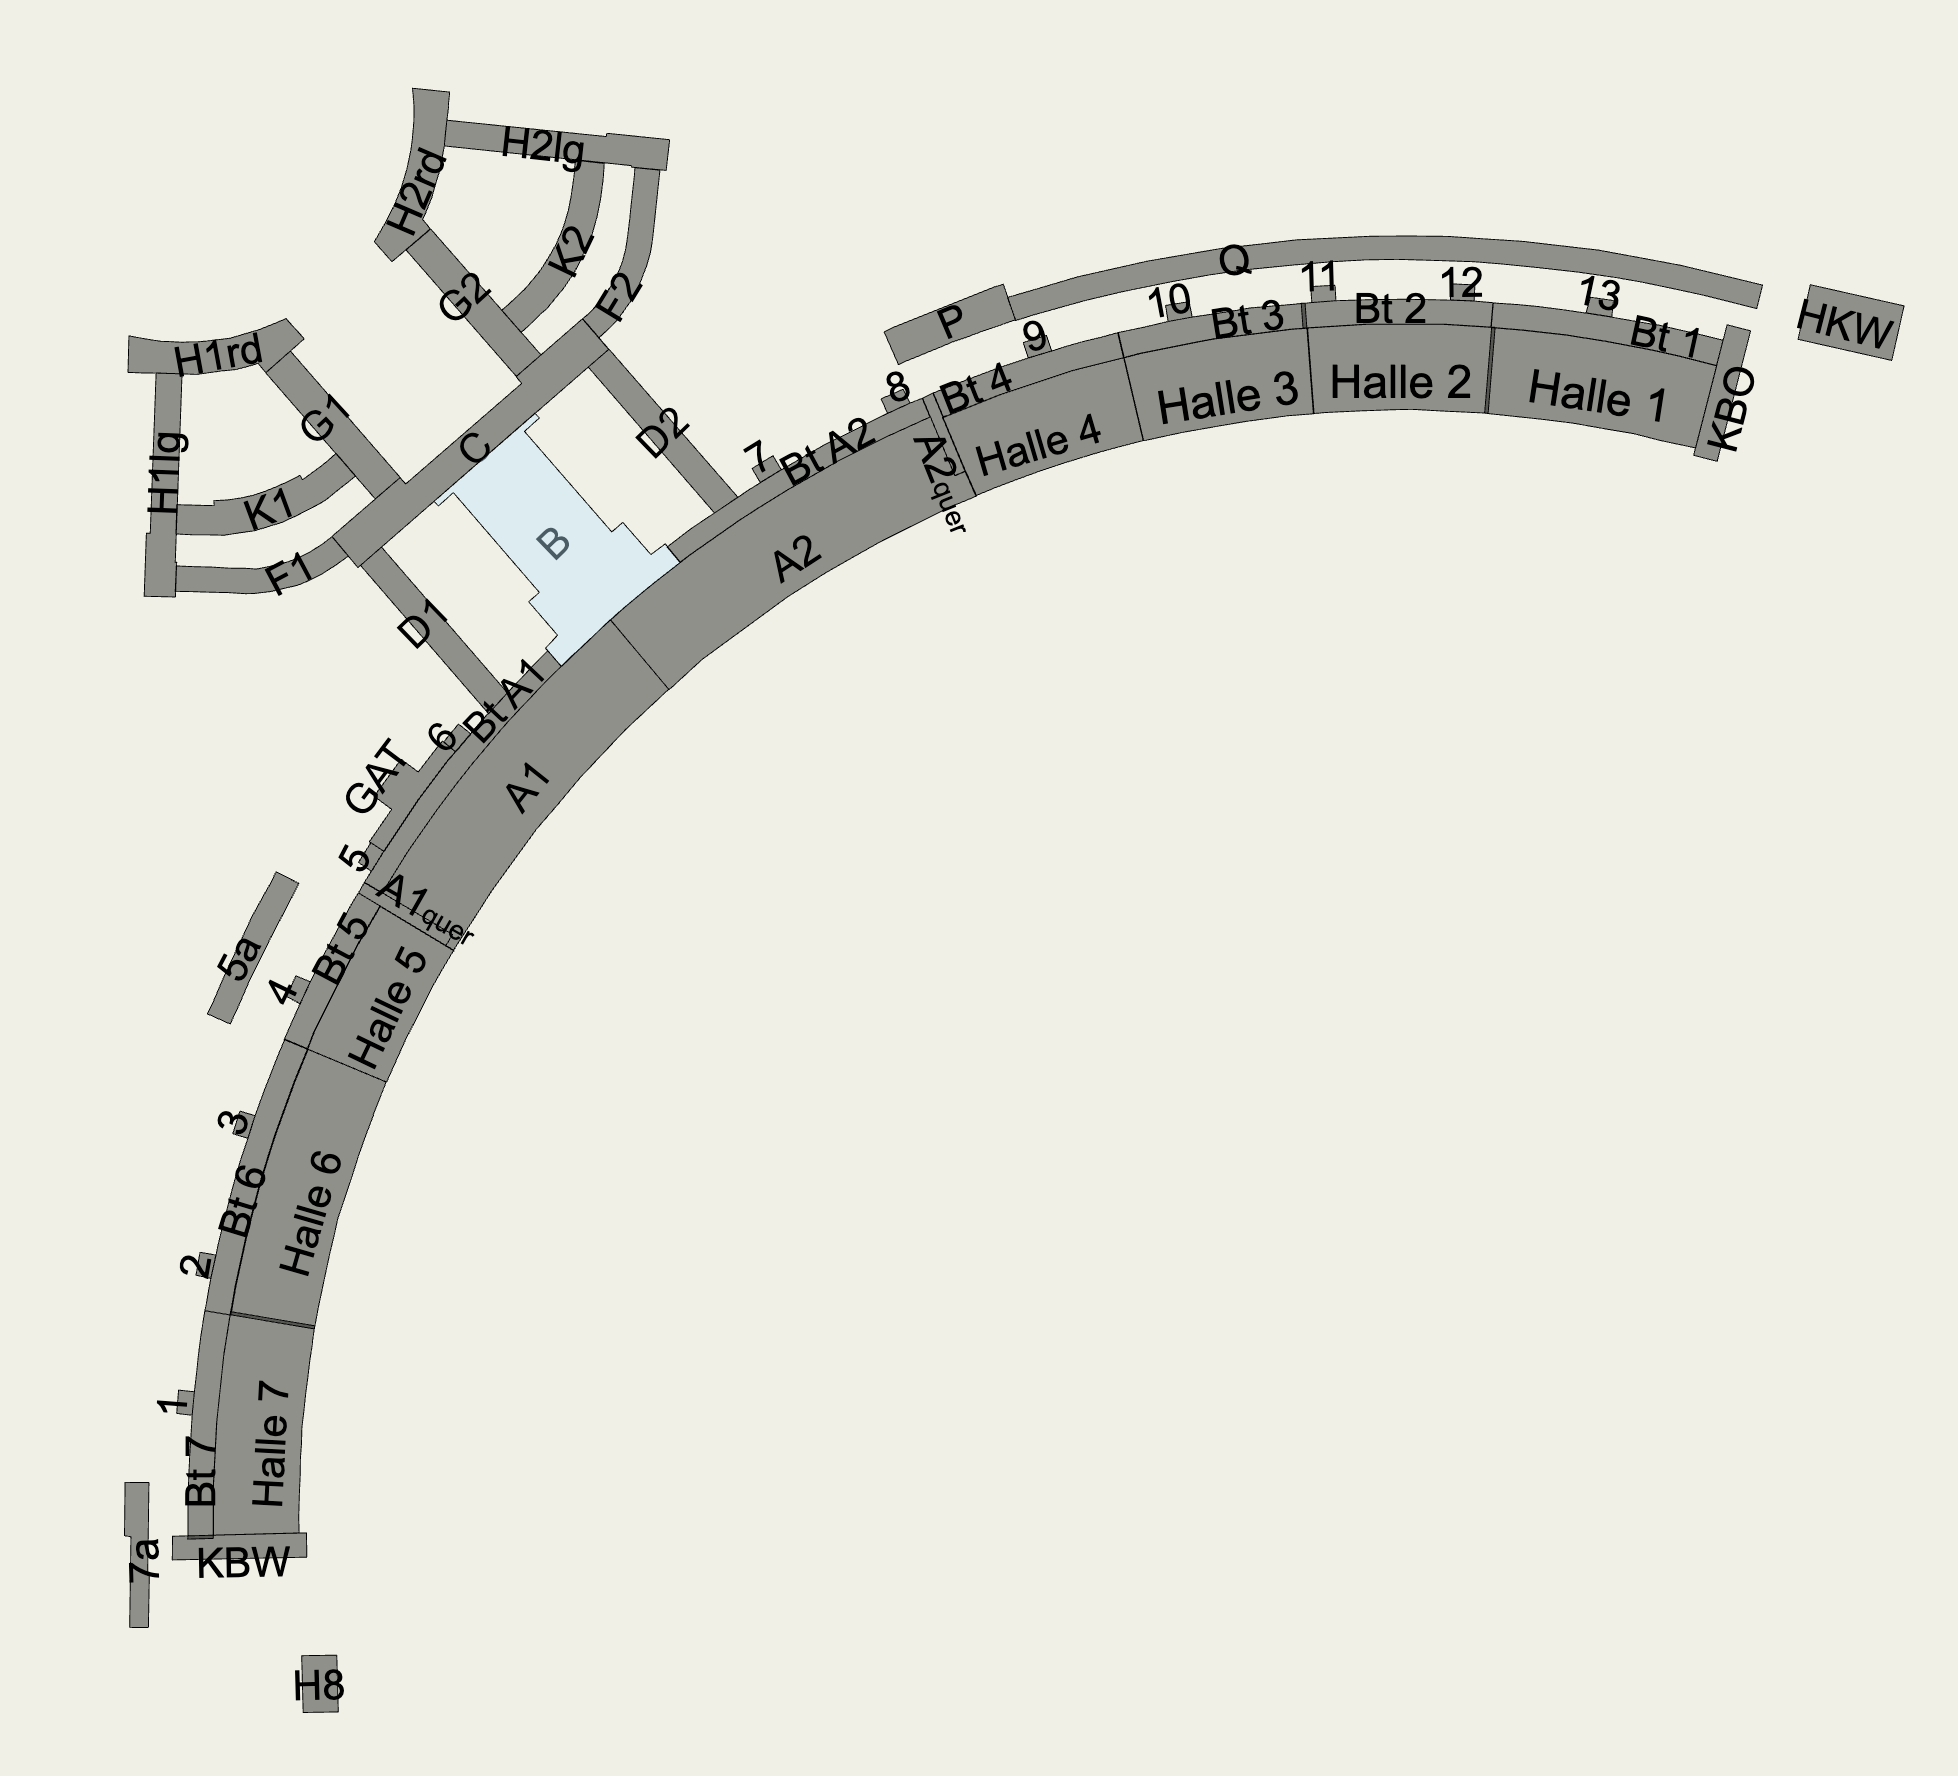 H2lg
H2rd
K2
G2
F2
H1rd
G1
H1lg
K1
F1
C
D2
D1
B
Q
P
HKW
7
8
9
10
11
12
13
Bt A2
Bt 4
Bt 3
Bt 2
Bt 1
KBO
A2
A2quer
Halle 4
Halle 3
Halle 2
Halle 1
Bt A1
6
GAT
5
A1
A1quer
5a
4
Bt 5
Halle 5
3
Bt 6
Halle 6
2
1
Bt 7
Halle 7
7a
KBW
H8